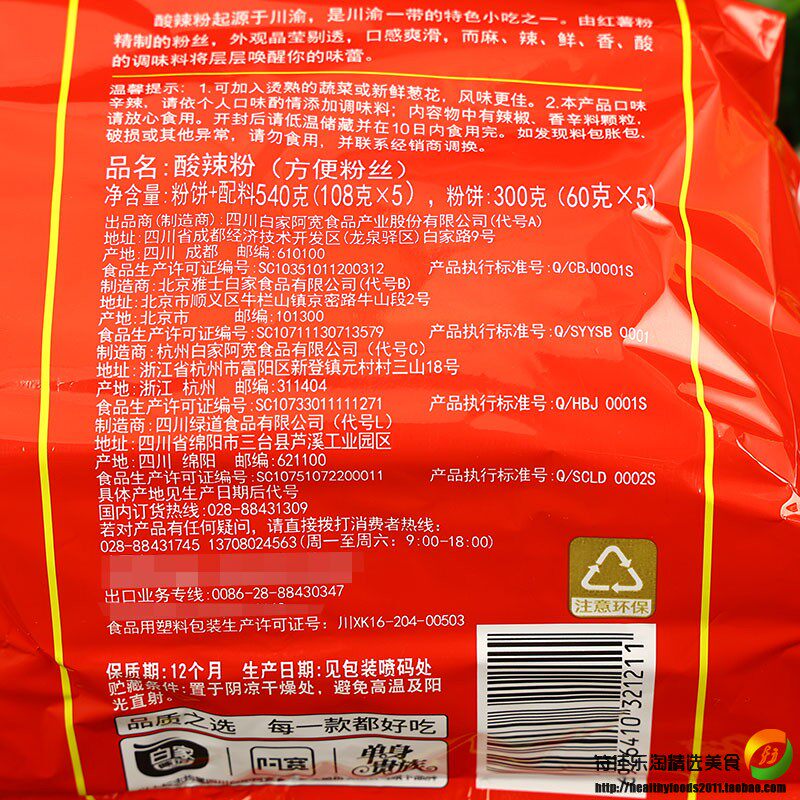 酸辣粉起源于川渝，是川渝一带的特色小吃之一。由红薯粉
精制的粉丝，外观晶莹剔透，口感爽滑，而麻、辣、鲜、香、酸
的调味料将层层唤醒你的味蕾。
温馨提示：1.可加入烫熟的蔬菜或新鲜葱花，风味更佳。2.本产品口味
辛辣，请依个人口味酌情添加调味料；内容物中有辣椒、香辛料颗粒，
请放心食用。开封后请低温储藏并在10日内食用完。如发现料包胀包、
破损或其他异常，请勿食用，并联系经销商调换。
品名：酸辣粉（方便粉丝）
净含量：粉饼+配料540克(108克×5)，粉饼：300克（60克×5）
出品商(制造商)：四川白家阿宽食品产业股份有限公司(代号A)
地址：四川省成都经济技术开发区(龙泉驿区)白家路9号
产地：四川 成都 邮编:610100
食品生产许可证编号:SC10351011200312 产品执行标准号:Q/CBJ0001S
制造商：北京雅士白家食品有限公司(代号B)
地址：北京市顺义区牛栏山镇京密路牛山段2号
产地：北京市 邮编:101300
食品生产许可证编号:SC10711130713579 产品执行标准号:Q/SYYSB 0001
制造商：杭州白家阿宽食品有限公司（代号C）
地址：浙江省杭州市富阳区新登镇元村村三山18号
产地：浙江 杭州 邮编:311404
食品生产许可证编号:SC10733011111271 产品执行标准号:Q/HBJ 0001S
制造商：四川绿道食品有限公司（代号L）
地址：四川省绵阳市三台县芦溪工业园区
产地：四川 绵阳 邮编:621100
食品生产许可证编号:SC10751072200011 产品执行标准号:Q/SCLD 0002S
具体产地见生产日期后代号
国内订货热线:028-88431309
若对产品有任何疑问，请直接拨打消费者热线：
028-88431745 13708024563(周一至周六：9:00-18:00)
出口业务专线:0086-28-88430347
食品用塑料包装生产许可证号：川XK16-204-00503
注意环保
保质期:12个月 生产日期:见包装喷码处
贮藏条件:置于阴凉干燥处，避免高温及阳
光直射。
品质之选 每一款都好吃
白家 阿宽 单身贵族
符佳乐淘精选美食
http://healthyfoods2011.taobao.com